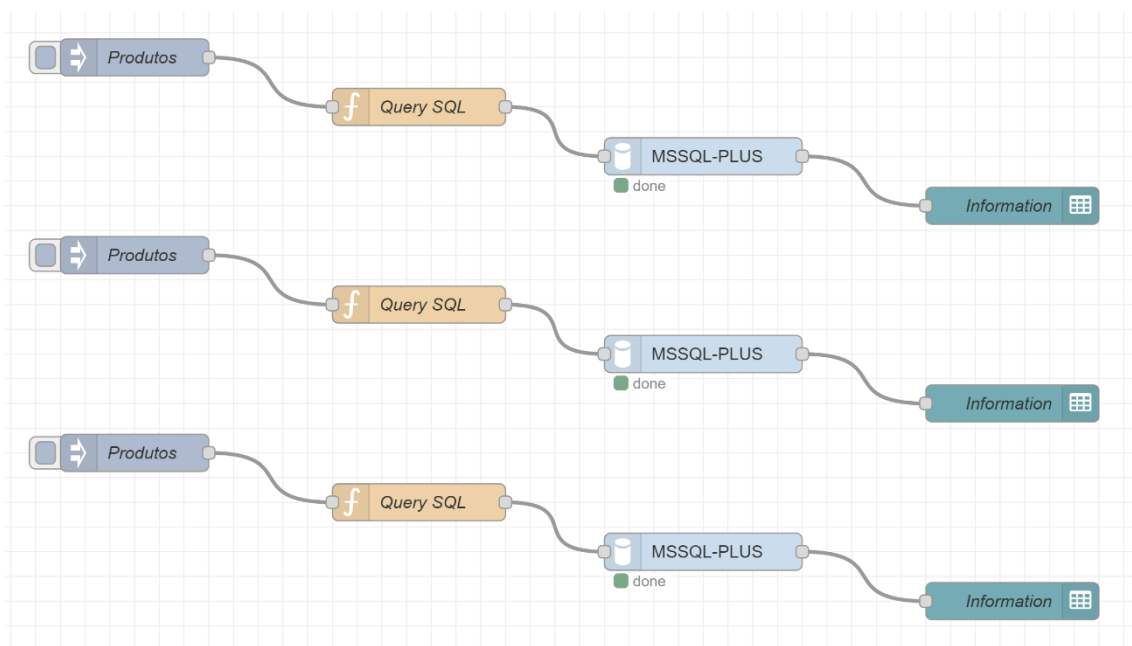 Produtos
Query SQL
MSSQL-PLUS
done
Information
Produtos
Query SQL
MSSQL-PLUS
done
Information
Produtos
Query SQL
MSSQL-PLUS
done
Information